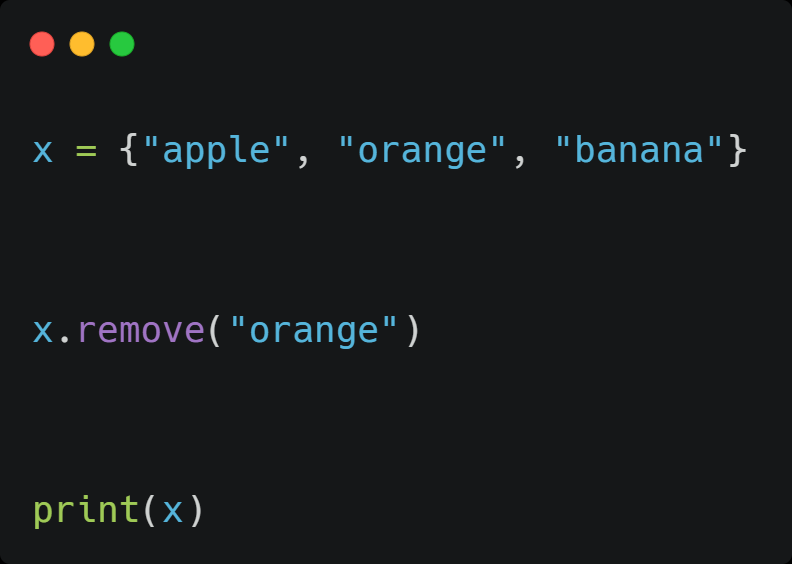 x = {"apple", "orange", "banana"}
x.remove("orange")
print(x)